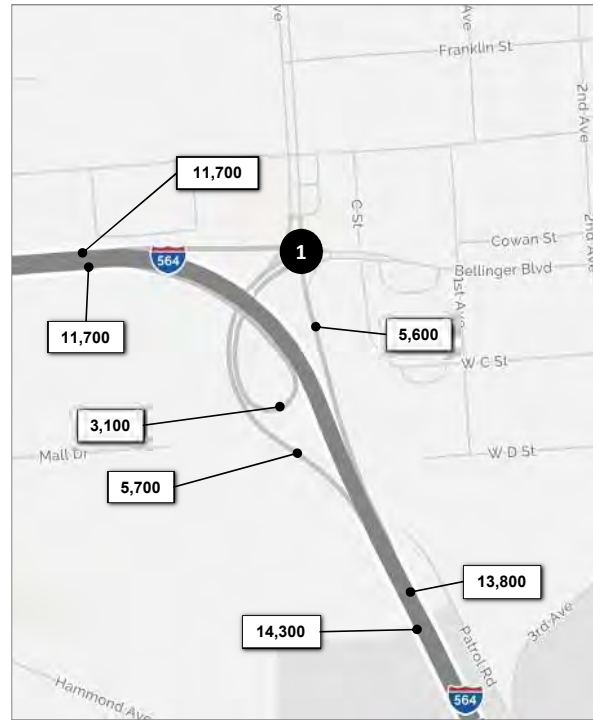 Ave
Ave
Franklin St
2nd Ave
11,700
C St
2nd Ave
1
Cowan St
564
Bellinger Blvd
1st Ave
11,700
5,600
W C St
3,100
Mall Dr
W D St
5,700
13,800
14,300
3rd Ave
Patrol Rd
Hammond Ave
564